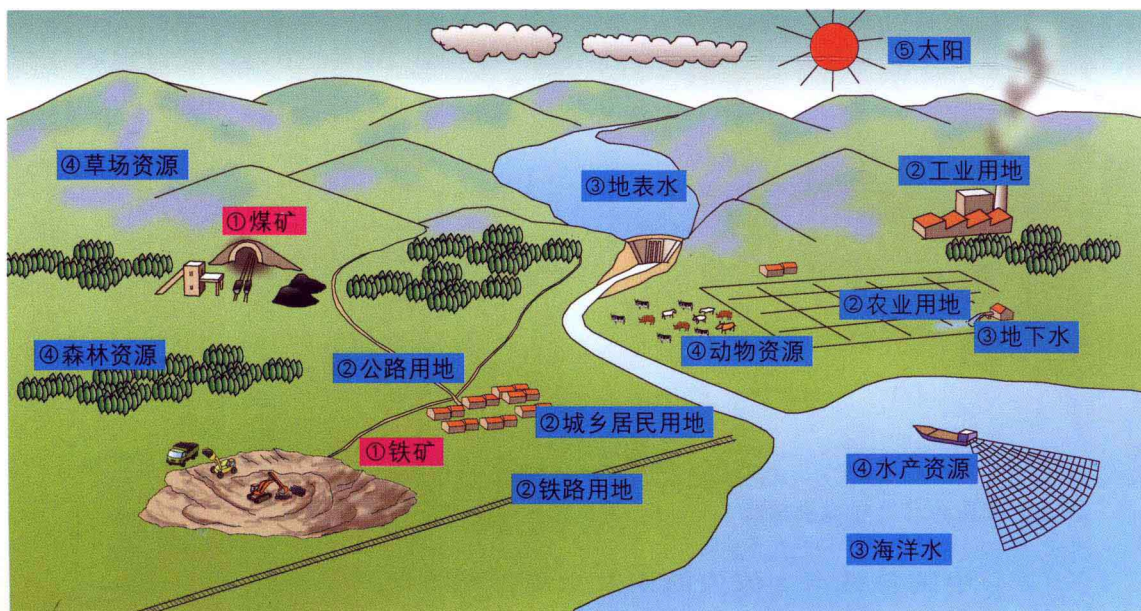 ⑤太阳
④草场资源
③地表水
②工业用地
①煤矿
②农业用地
③地下水
④动物资源
④森林资源
②公路用地
②城乡居民用地
①铁矿
④水产资源
②铁路用地
③海洋水